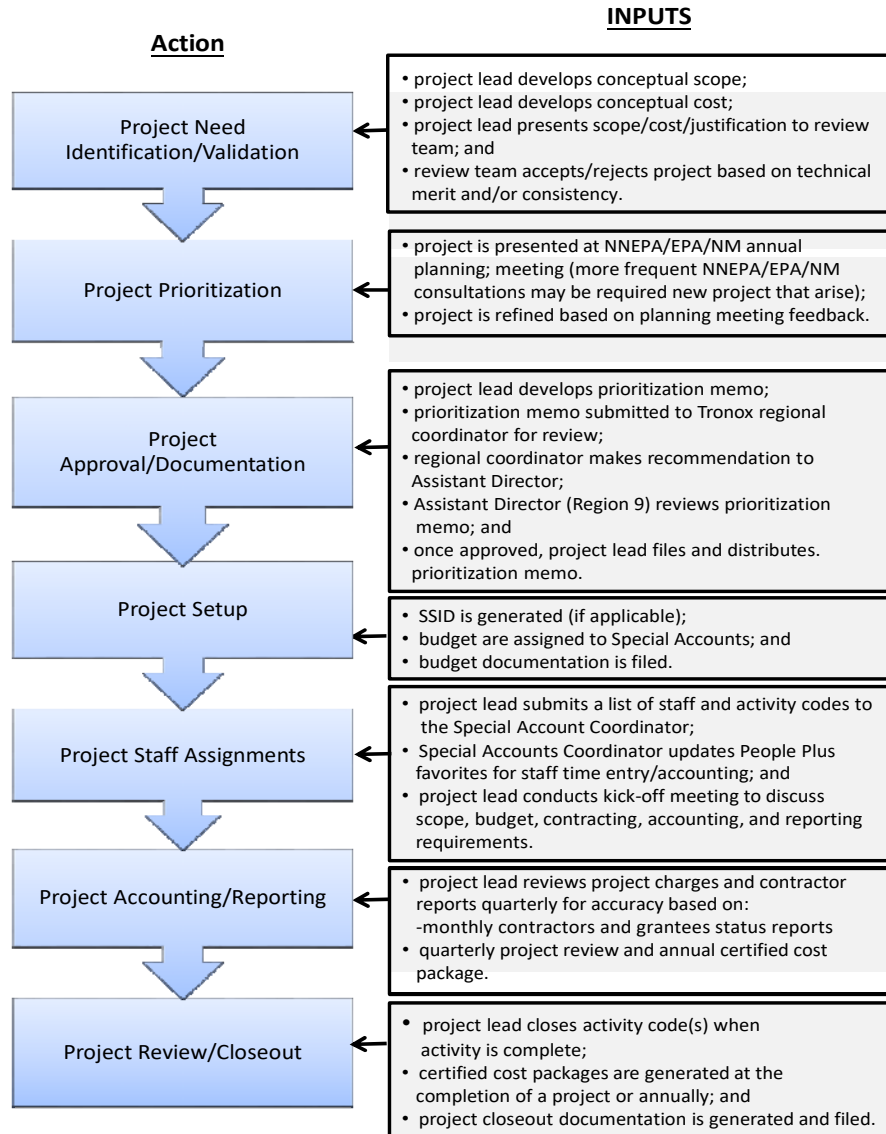 Action
INPUTS
Project Need
Identification/Validation
• project lead develops conceptual scope;
• project lead develops conceptual cost;
• project lead presents scope/cost/justification to review
team; and
• review team accepts/rejects project based on technical
merit and/or consistency.
Project Prioritization
• project is presented at NNEPA/EPA/NM annual
planning; meeting (more frequent NNEPA/EPA/NM
consultations may be required new project that arise);
• project is refined based on planning meeting feedback.
Project
Approval/Documentation
• project lead develops prioritization memo;
• prioritization memo submitted to Tronox regional
coordinator for review;
• regional coordinator makes recommendation to
Assistant Director;
• Assistant Director (Region 9) reviews prioritization
memo; and
• once approved, project lead files and distributes.
prioritization memo.
Project Setup
• SSID is generated (if applicable);
• budget are assigned to Special Accounts; and
• budget documentation is filed.
Project Staff Assignments
• project lead submits a list of staff and activity codes to
the Special Account Coordinator;
• Special Accounts Coordinator updates People Plus
favorites for staff time entry/accounting; and
• project lead conducts kick-off meeting to discuss
scope, budget, contracting, accounting, and reporting
requirements.
Project Accounting/Reporting
• project lead reviews project charges and contractor
reports quarterly for accuracy based on:
-monthly contractors and grantees status reports
• quarterly project review and annual certified cost
package.
Project Review/Closeout
• project lead closes activity code(s) when
activity is complete;
• certified cost packages are generated at the
completion of a project or annually; and
• project closeout documentation is generated and filed.